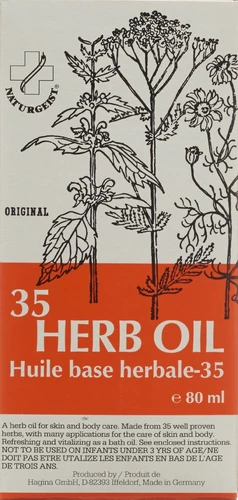 NATURGEIST®
ORIGINAL
35
HERB OIL
Huile base herbale-35
e 80 ml
A herb oil for skin and body care. Made from 35 well proven
herbs, with many applications for the care of skin and body.
Refreshing and vitalizing as a bath oil. See enclosed instructions.
NOT TO BE USED ON INFANTS UNDER 3 YRS OF AGE/NE
DOIT PAS ETRE UTALIZE LES ENFANTS EN BAS DE L'AGE
DE TROIS ANS.
Produced by / Produit de
Hagina GmbH, D-82393 Iffeldorf, Made in Germany